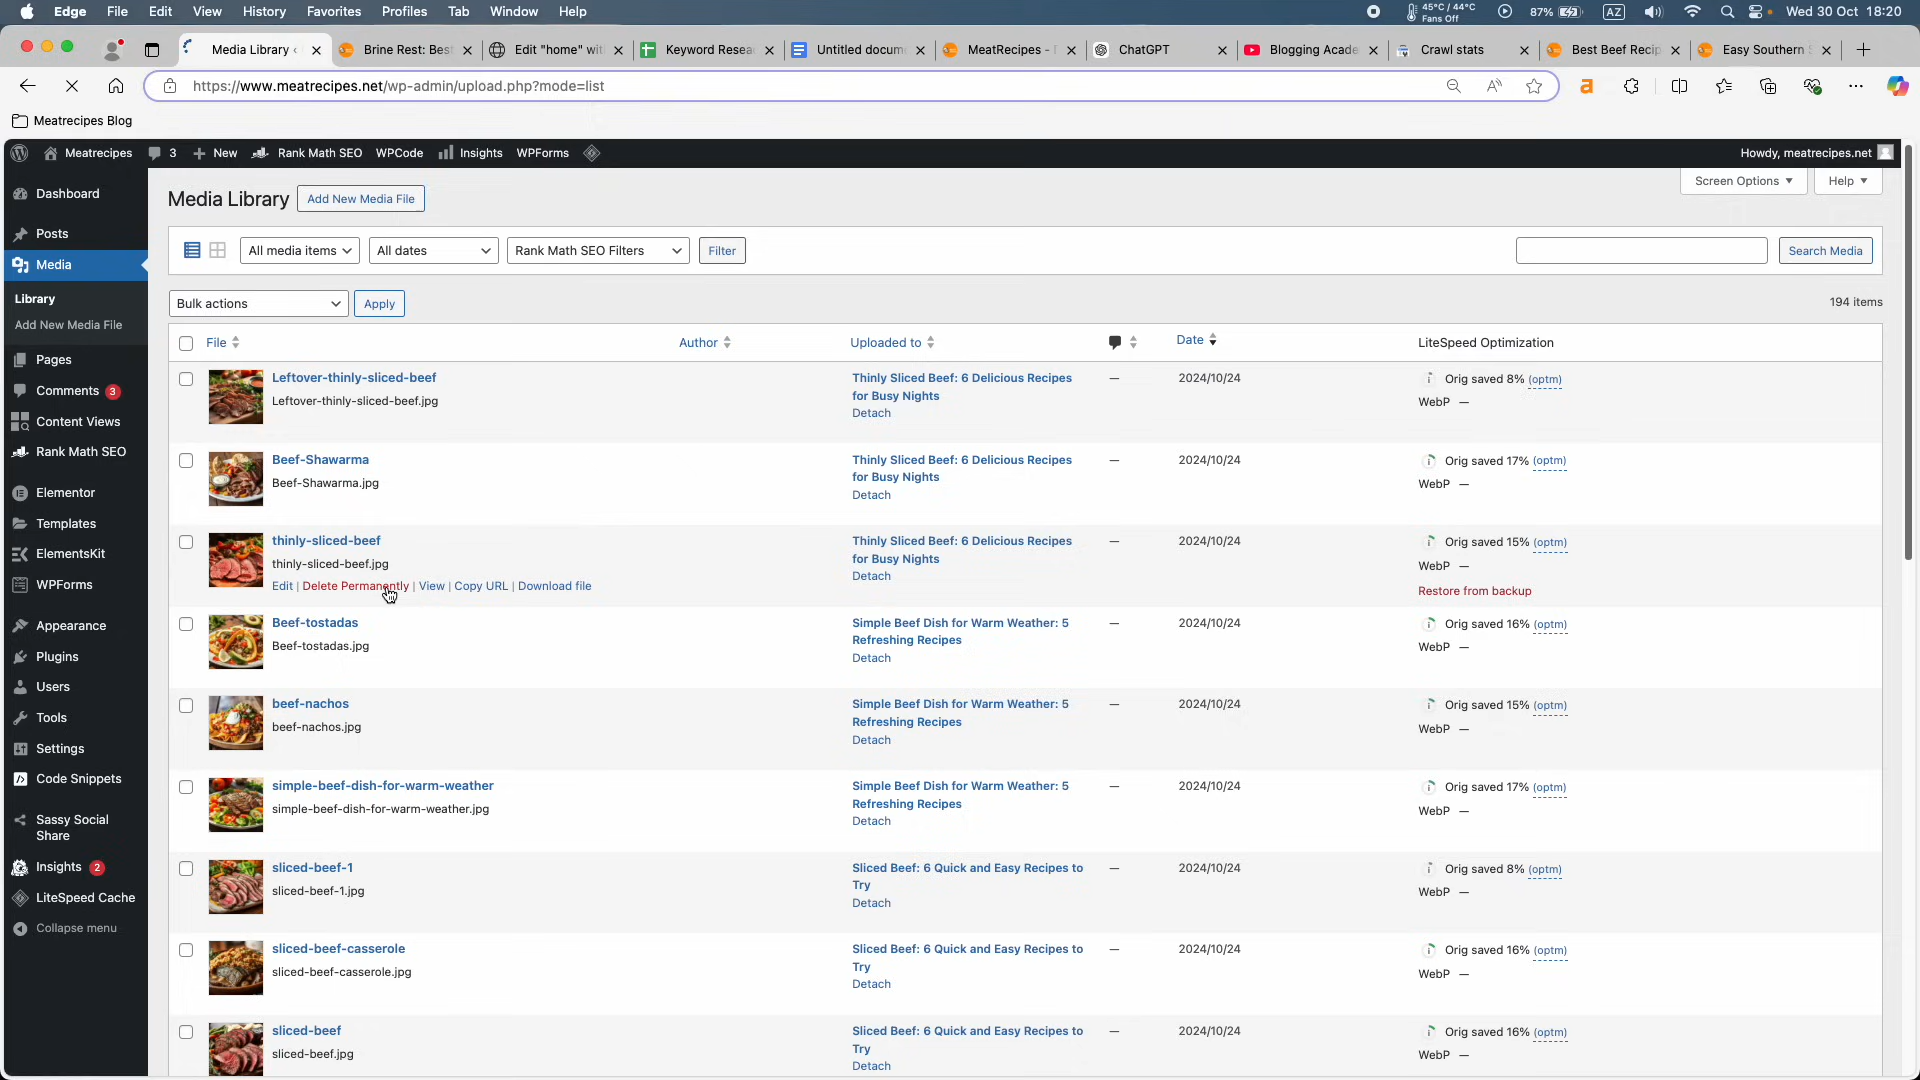 Edge File Edit View History Favorites Profiles Tab Window Help 45°C / 44°C Fans Off 87% AZ Wed 30 Oct 18:20
Media Library ‹ Brine Rest: Bes Edit "home" wit Keyword Resea Untitled docum MeatRecipes - ChatGPT Blogging Acade Crawl stats Best Beef Recip Easy Southern
https://www.meatrecipes.net/wp-admin/upload.php?mode=list
Meatrecipes Blog
Meatrecipes 3 New Rank Math SEO WPCode Insights WPForms Howdy, meatrecipes.net
Dashboard
Posts
Media
Library
Add New Media File
Pages
Comments 3
Content Views
Rank Math SEO
Elementor
Templates
ElementsKit
WPForms
Appearance
Plugins
Users
Tools
Settings
Code Snippets
Sassy Social
Share
Insights 2
LiteSpeed Cache
Collapse menu
Screen Options Help
Media Library Add New Media File
All media items All dates Rank Math SEO Filters Filter Search Media
Bulk actions Apply 194 items
File Author Uploaded to Date LiteSpeed Optimization
Leftover-thinly-sliced-beef Thinly Sliced Beef: 6 Delicious Recipes — 2024/10/24 Orig saved 8% (optm)
Leftover-thinly-sliced-beef.jpg for Busy Nights WebP —
Detach
Beef-Shawarma Thinly Sliced Beef: 6 Delicious Recipes — 2024/10/24 Orig saved 17% (optm)
Beef-Shawarma.jpg for Busy Nights WebP —
Detach
thinly-sliced-beef Thinly Sliced Beef: 6 Delicious Recipes — 2024/10/24 Orig saved 15% (optm)
thinly-sliced-beef.jpg for Busy Nights WebP —
Edit | Delete Permanently | View | Copy URL | Download file Detach Restore from backup
Beef-tostadas Simple Beef Dish for Warm Weather: 5 — 2024/10/24 Orig saved 16% (optm)
Beef-tostadas.jpg Refreshing Recipes WebP —
Detach
beef-nachos Simple Beef Dish for Warm Weather: 5 — 2024/10/24 Orig saved 15% (optm)
beef-nachos.jpg Refreshing Recipes WebP —
Detach
simple-beef-dish-for-warm-weather Simple Beef Dish for Warm Weather: 5 — 2024/10/24 Orig saved 17% (optm)
simple-beef-dish-for-warm-weather.jpg Refreshing Recipes WebP —
Detach
sliced-beef-1 Sliced Beef: 6 Quick and Easy Recipes to — 2024/10/24 Orig saved 8% (optm)
sliced-beef-1.jpg Try WebP —
Detach
sliced-beef-casserole Sliced Beef: 6 Quick and Easy Recipes to — 2024/10/24 Orig saved 16% (optm)
sliced-beef-casserole.jpg Try WebP —
Detach
sliced-beef Sliced Beef: 6 Quick and Easy Recipes to — 2024/10/24 Orig saved 16% (optm)
sliced-beef.jpg Try WebP —
Detach